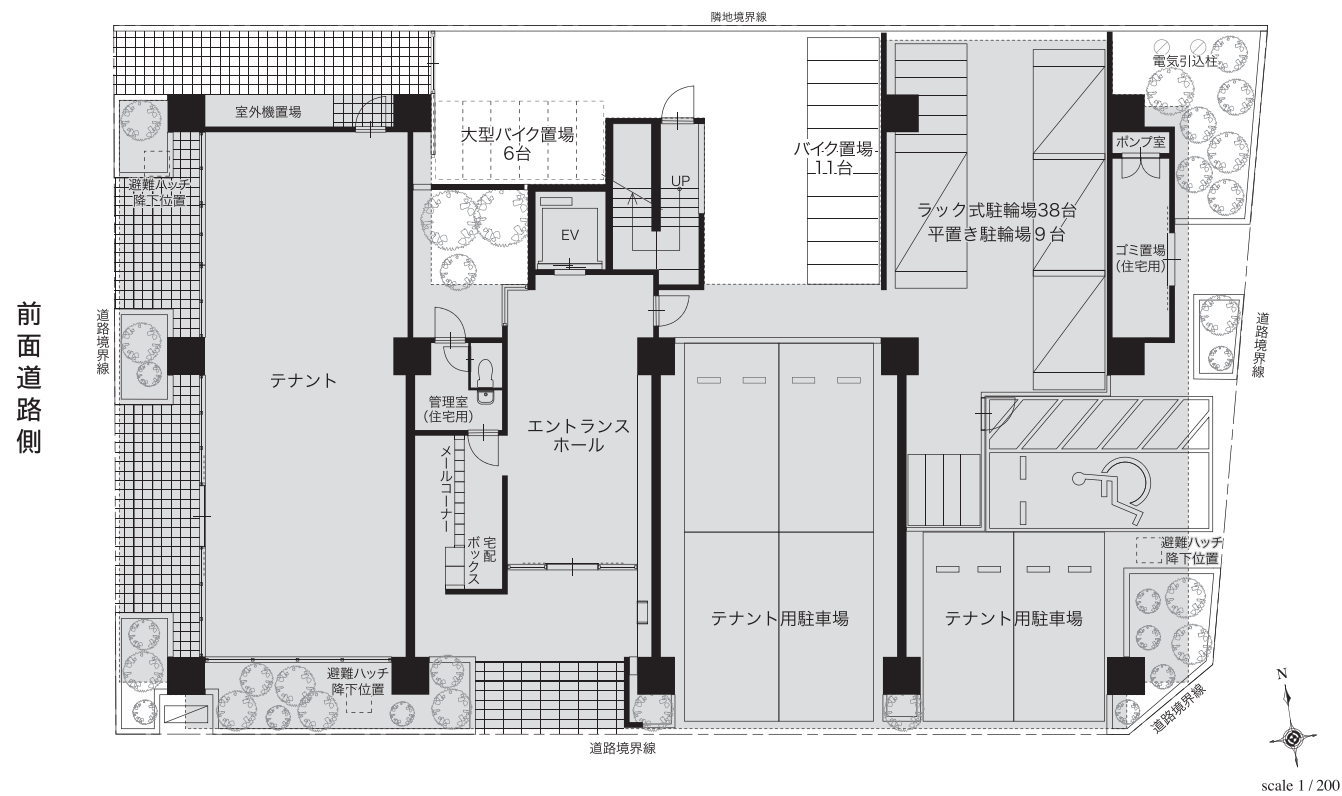 隣地境界線
電気引込柱
室外機置場
大型バイク置場
6台
バイク置場
11台
ポンプ室
UP
避難ハッチ
降下位置
ラック式駐輪場38台
平置き駐輪場9台
EV
ゴミ置場
(住宅用)
前面道路側
道路境界線
道路境界線
テナント
管理室
(住宅用)
エントランス
ホール
メールコーナー
宅配
ボックス
避難ハッチ
降下位置
テナント用駐車場
テナント用駐車場
避難ハッチ
降下位置
道路境界線
道路境界線
N
scale 1 / 200